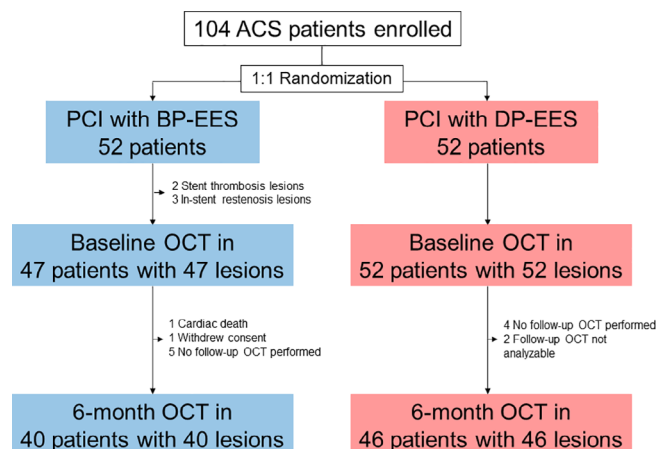 104 ACS patients enrolled
1:1 Randomization
PCI with BP-EES
52 patients
PCI with DP-EES
52 patients
2 Stent thrombosis lesions
3 In-stent restenosis lesions
Baseline OCT in
47 patients with 47 lesions
Baseline OCT in
52 patients with 52 lesions
1 Cardiac death
1 Withdrew consent
5 No follow-up OCT performed
4 No follow-up OCT performed
2 Follow-up OCT not
analyzable
6-month OCT in
40 patients with 40 lesions
6-month OCT in
46 patients with 46 lesions